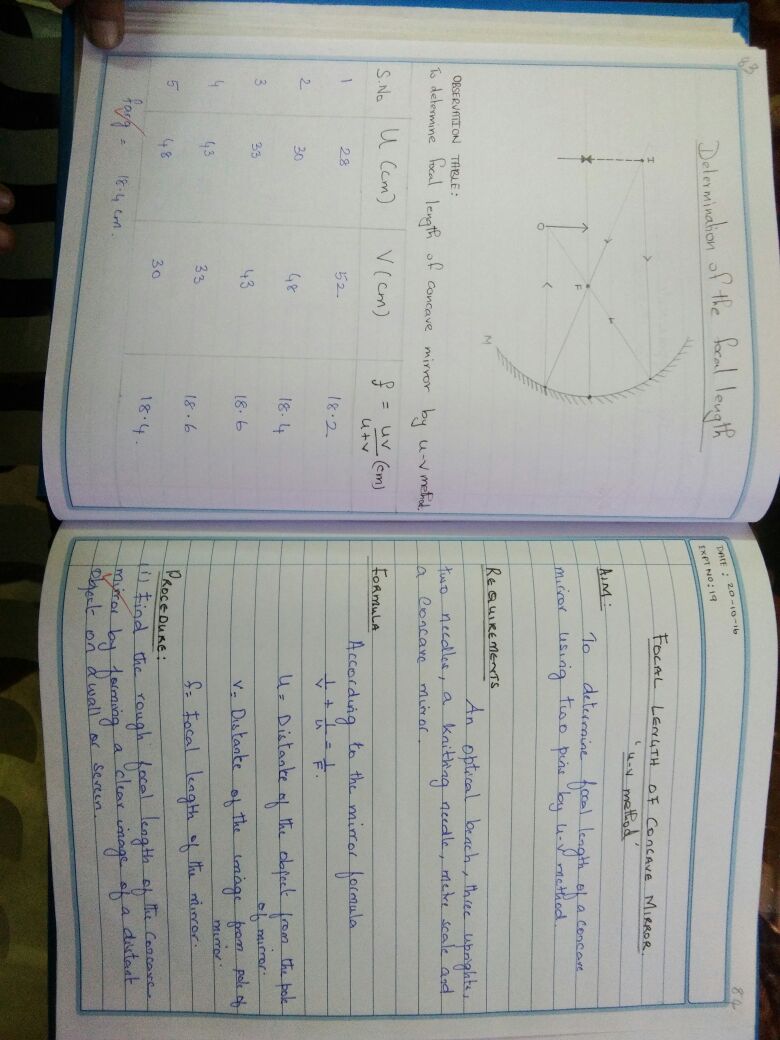 83
Determination of the focal length
I
O
F
M
OBSERVATION TABLE:
To determine focal length of concave mirror by u-v method.
S.No U (cm) V (cm) f = uv/u+v (cm)
1 28 52 18.2
2 30 48 18.4
3 33 43 18.6
4 43 33 18.6
5 48 30 18.4.
favg = 18.4 cm.
84
DATE : 20-10-16
EXPT NO: 19
FOCAL LENGTH OF CONCAVE MIRROR.
'u-v method'
AIM:
To determine focal length of a concave
mirror using two pins by u-v method.
REQUIREMENTS
An optical bench, three uprights,
two needles, a knitting needle, metre scale and
a concave mirror.
FORMULA
According to the mirror formula
1/v + 1/u = 1/F.
u = Distance of the object from the pole
of mirror.
v = Distance of the image from pole of
mirror.
f = Focal length of the mirror.
PROCEDURE:
(i) Find the rough focal length of the concave
mirror by forming a clear image of a distant
object on a wall or screen.